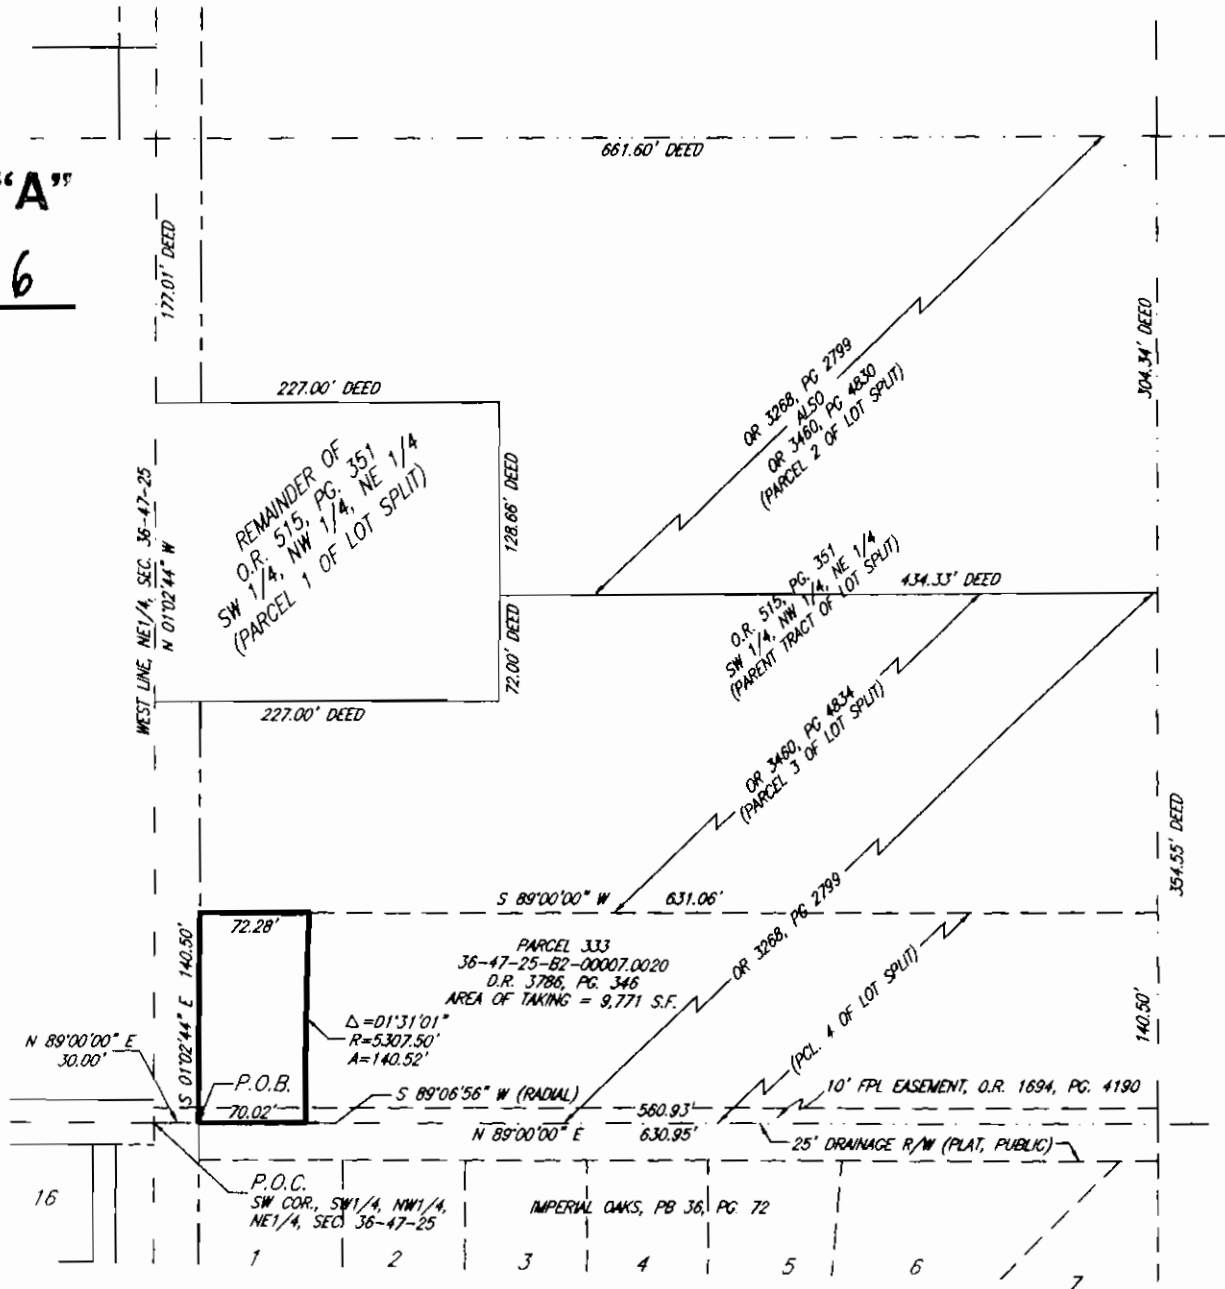 "A"
6
661.60' DEED
177.01' DEED
304.34' DEED
OR 3268, PG 2799
ALSO
OR 3460, PG 4830
(PARCEL 2 OF LOT SPLIT)
227.00' DEED
REMAINDER OF
O.R. 515, PG. 351
SW 1/4, NW 1/4, NE 1/4
(PARCEL 1 OF LOT SPLIT)
128.66' DEED
WEST LINE, NE1/4, SEC. 36-47-25
N 01°02'44" W
72.00' DEED
227.00' DEED
434.33' DEED
O.R. 515, PG. 351
SW 1/4, NW 1/4, NE 1/4
(PARENT TRACT OF LOT SPLIT)
OR 3460, PG 4834
(PARCEL 3 OF LOT SPLIT)
354.55' DEED
S 89°00'00" W 631.06'
OR 3268, PG 2799
72.28'
S 01°02'44" E 140.50'
PARCEL 333
36-47-25-B2-00007.0020
O.R. 3786, PG. 346
AREA OF TAKING = 9,771 S.F.
Δ=01°31'01"
R=5307.50'
A=140.52'
(PCL. 4 OF LOT SPLIT)
140.50'
N 89°00'00" E
30.00'
P.O.B.
70.02'
S 89°06'56" W (RADIAL)
560.93'
10' FPL EASEMENT, O.R. 1694, PG. 4190
N 89°00'00" E 630.95'
25' DRAINAGE R/W (PLAT, PUBLIC)
P.O.C.
SW COR., SW1/4, NW1/4,
NE1/4, SEC. 36-47-25
IMPERIAL OAKS, PB 36, PG. 72
16
1
2
3
4
5
6
7